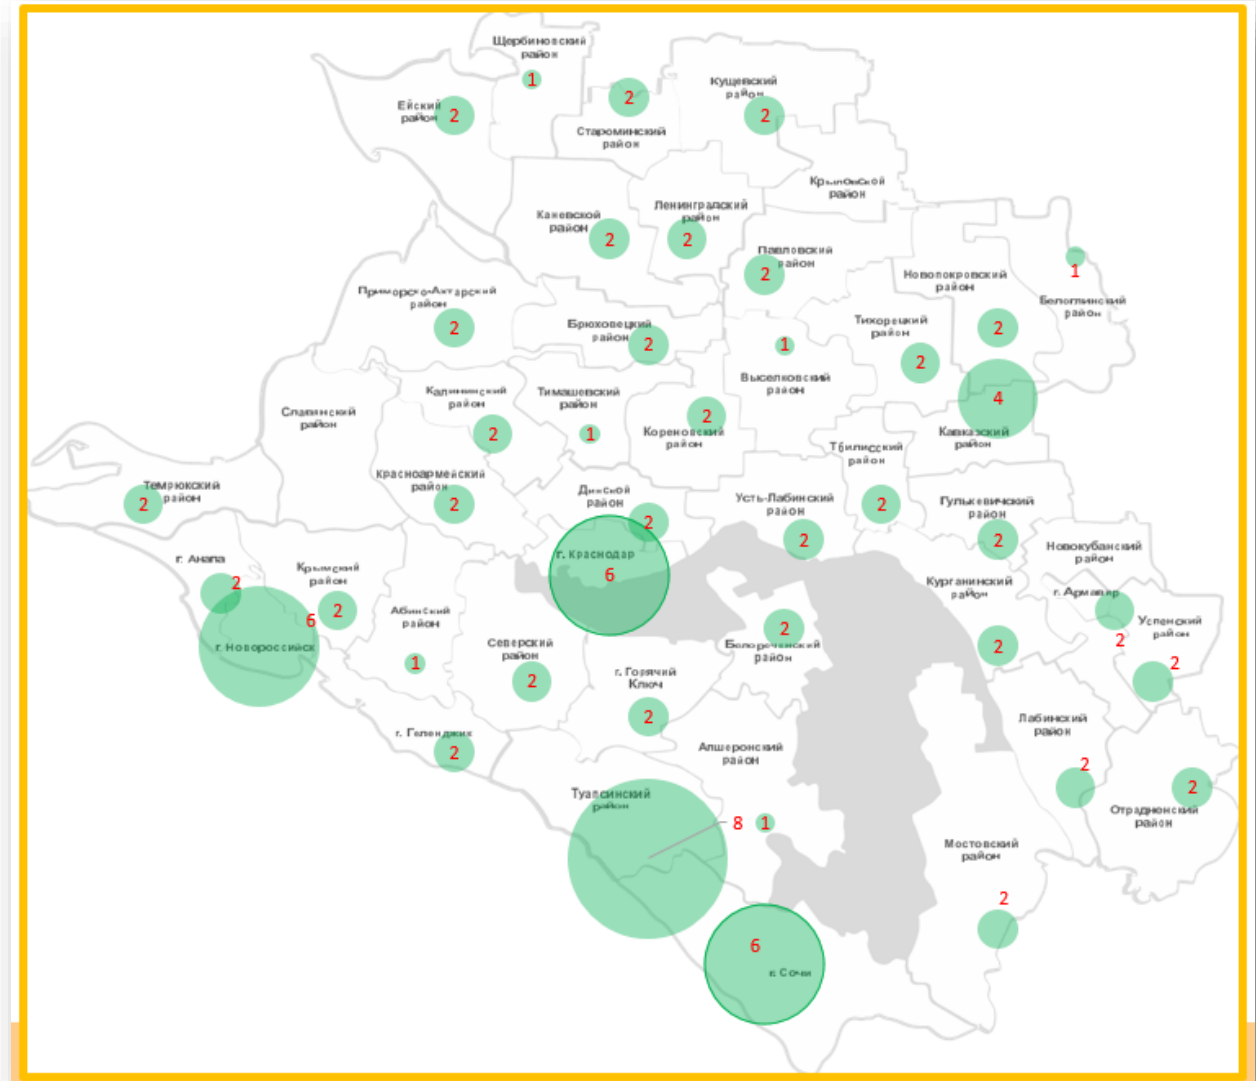 Щербиновский
район
1
Ейский
район
2
2
Староминский
район
Кущевский
район
2
Крыловской
район
Каневской
район
2
Ленинградский
район
2
Павловский
район
2
Новопокровский
район
2
1
Белоглинский
район
Приморско-Ахтарский
район
2
Брюховецкий
район
2
1
Выселковский
район
Тихорецкий
район
2
4
Кавказский
район
Славянский
район
Калининский
район
2
Тимашевский
район
1
2
Кореновский
район
Тбилисский
район
2
Темрюкский
район
2
Красноармейский
район
2
Динской
район
2
Усть-Лабинский
район
2
Гулькевичский
район
2
г. Краснодар
6
Новокубанский
район
г. Анапа
2
Крымский
район
2
6
г. Новороссийск
Абинский
район
1
Северский
район
2
2
Белореченский
район
Курганинский
район
2
г. Армавир
2
Успенский
район
2
г. Горячий
Ключ
2
г. Геленджик
2
Апшеронский
район
1
Лабинский
район
2
2
Отрадненский
район
Туапсинский
район
8
Мостовский
район
2
6
г. Сочи